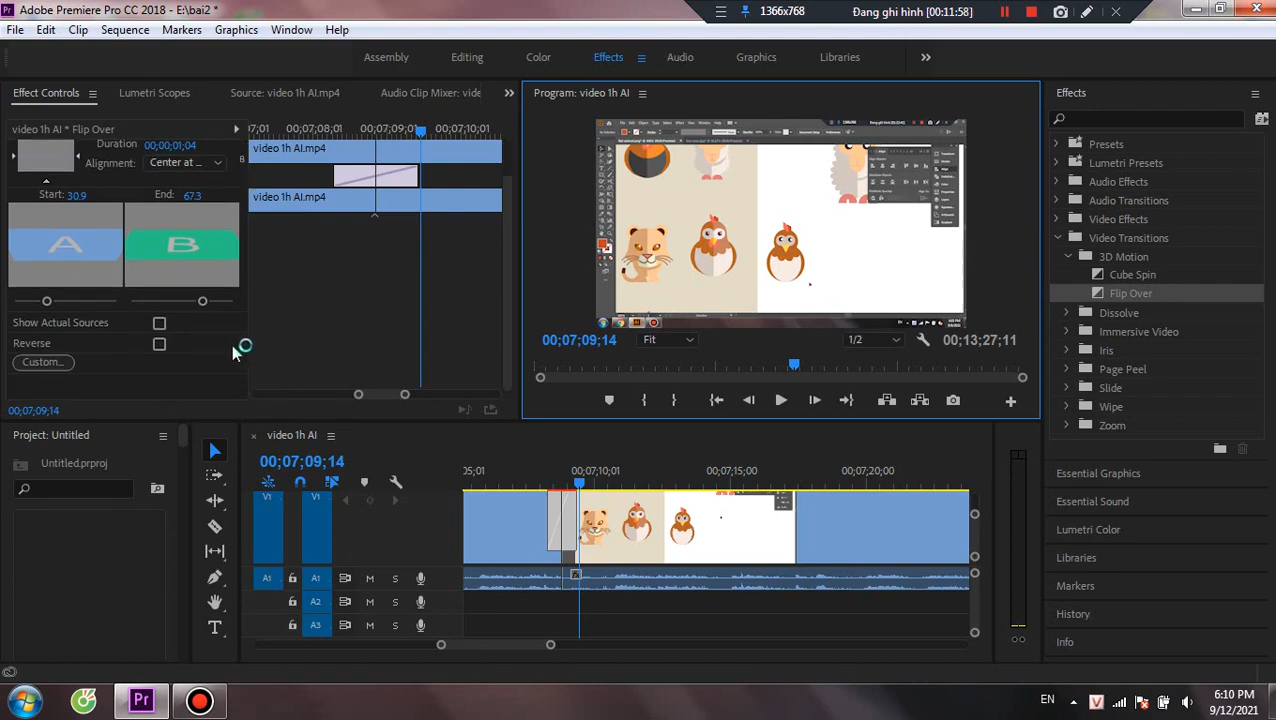 Adobe Premiere Pro CC 2018 - E:\bai2 *
1366x768
Đang ghi hình [00:11:58]
File Edit Clip Sequence Markers Graphics Window Help
Assembly Editing Color Effects Audio Graphics Libraries
Effect Controls Lumetri Scopes Source: video 1h AI.mp4 Audio Clip Mixer: vide
video 1h AI * Flip Over
Duration 00;00;01;04
Alignment: Center at
Start: 30.9 End: 67.3
A B
Show Actual Sources
Reverse
Custom...
00;07;09;14
00;07;08;01 00;07;09;01 00;07;10;01
video 1h AI.mp4
video 1h AI.mp4
Program: video 1h AI
00;07;09;14 Fit 1/2 00;13;27;11
Effects
Presets
Lumetri Presets
Audio Effects
Audio Transitions
Video Effects
Video Transitions
3D Motion
Cube Spin
Flip Over
Dissolve
Immersive Video
Iris
Page Peel
Slide
Wipe
Zoom
Essential Graphics
Essential Sound
Lumetri Color
Libraries
Markers
History
Info
Project: Untitled
Untitled.prproj
video 1h AI
00;07;09;14
05;01 00;07;10;01 00;07;15;00 00;07;20;00
V1 V1
A1 A1 M S
A2 M S
A3 M S
EN
6:10 PM
9/12/2021